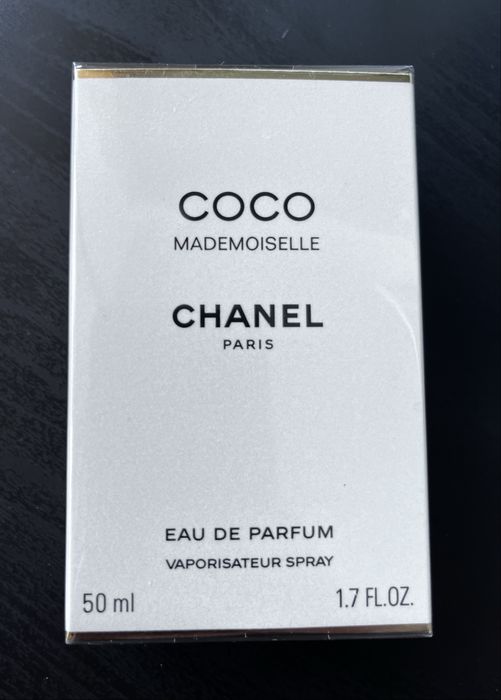 COCO
MADEMOISELLE
CHANEL
PARIS
EAU DE PARFUM
VAPORISATEUR SPRAY
50 ml 1.7 FL.OZ.